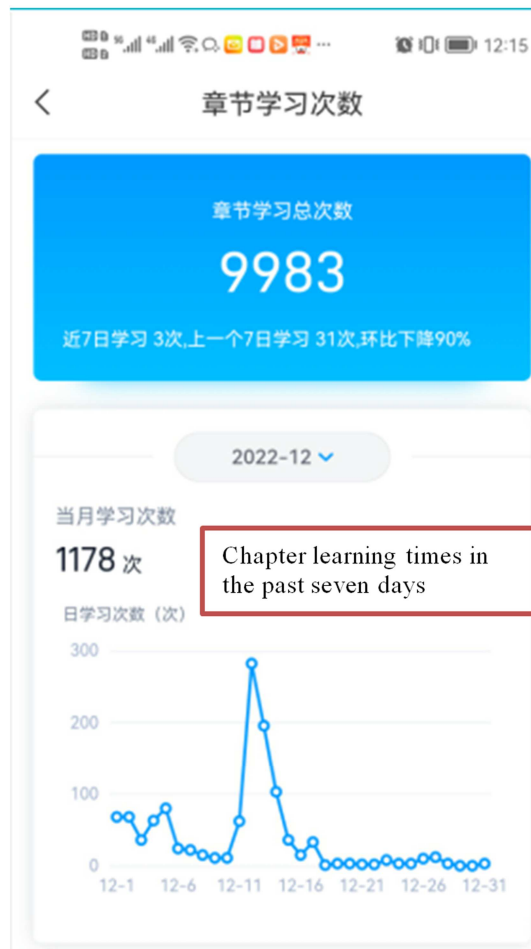 12:15
章节学习次数
章节学习总次数
9983
近7日学习 3次,上一个7日学习 31次,环比下降90%
2022-12
当月学习次数
1178 次
Chapter learning times in
the past seven days
日学习次数（次）
300
200
100
0
12-1 12-6 12-11 12-16 12-21 12-26 12-31